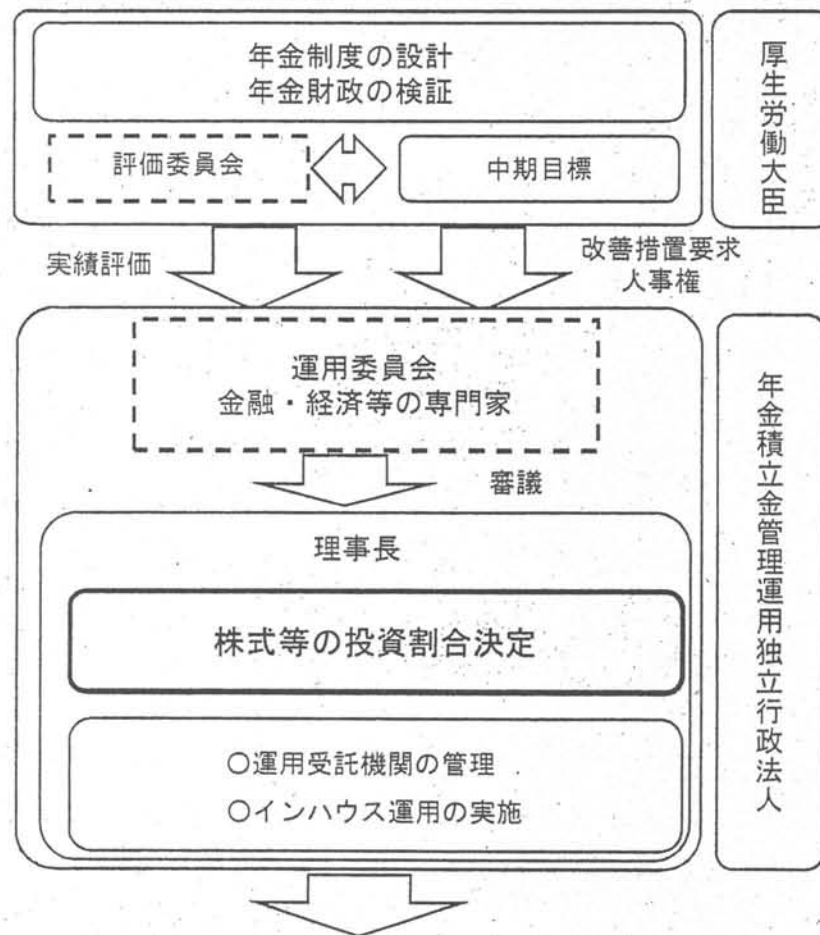 年金制度の設計
年金財政の検証
厚生労働大臣
評価委員会
中期目標
実績評価
改善措置要求
人事権
運用委員会
金融・経済等の専門家
審議
理事長
株式等の投資割合決定
○運用受託機関の管理
○インハウス運用の実施
年金積立金管理運用独立行政法人